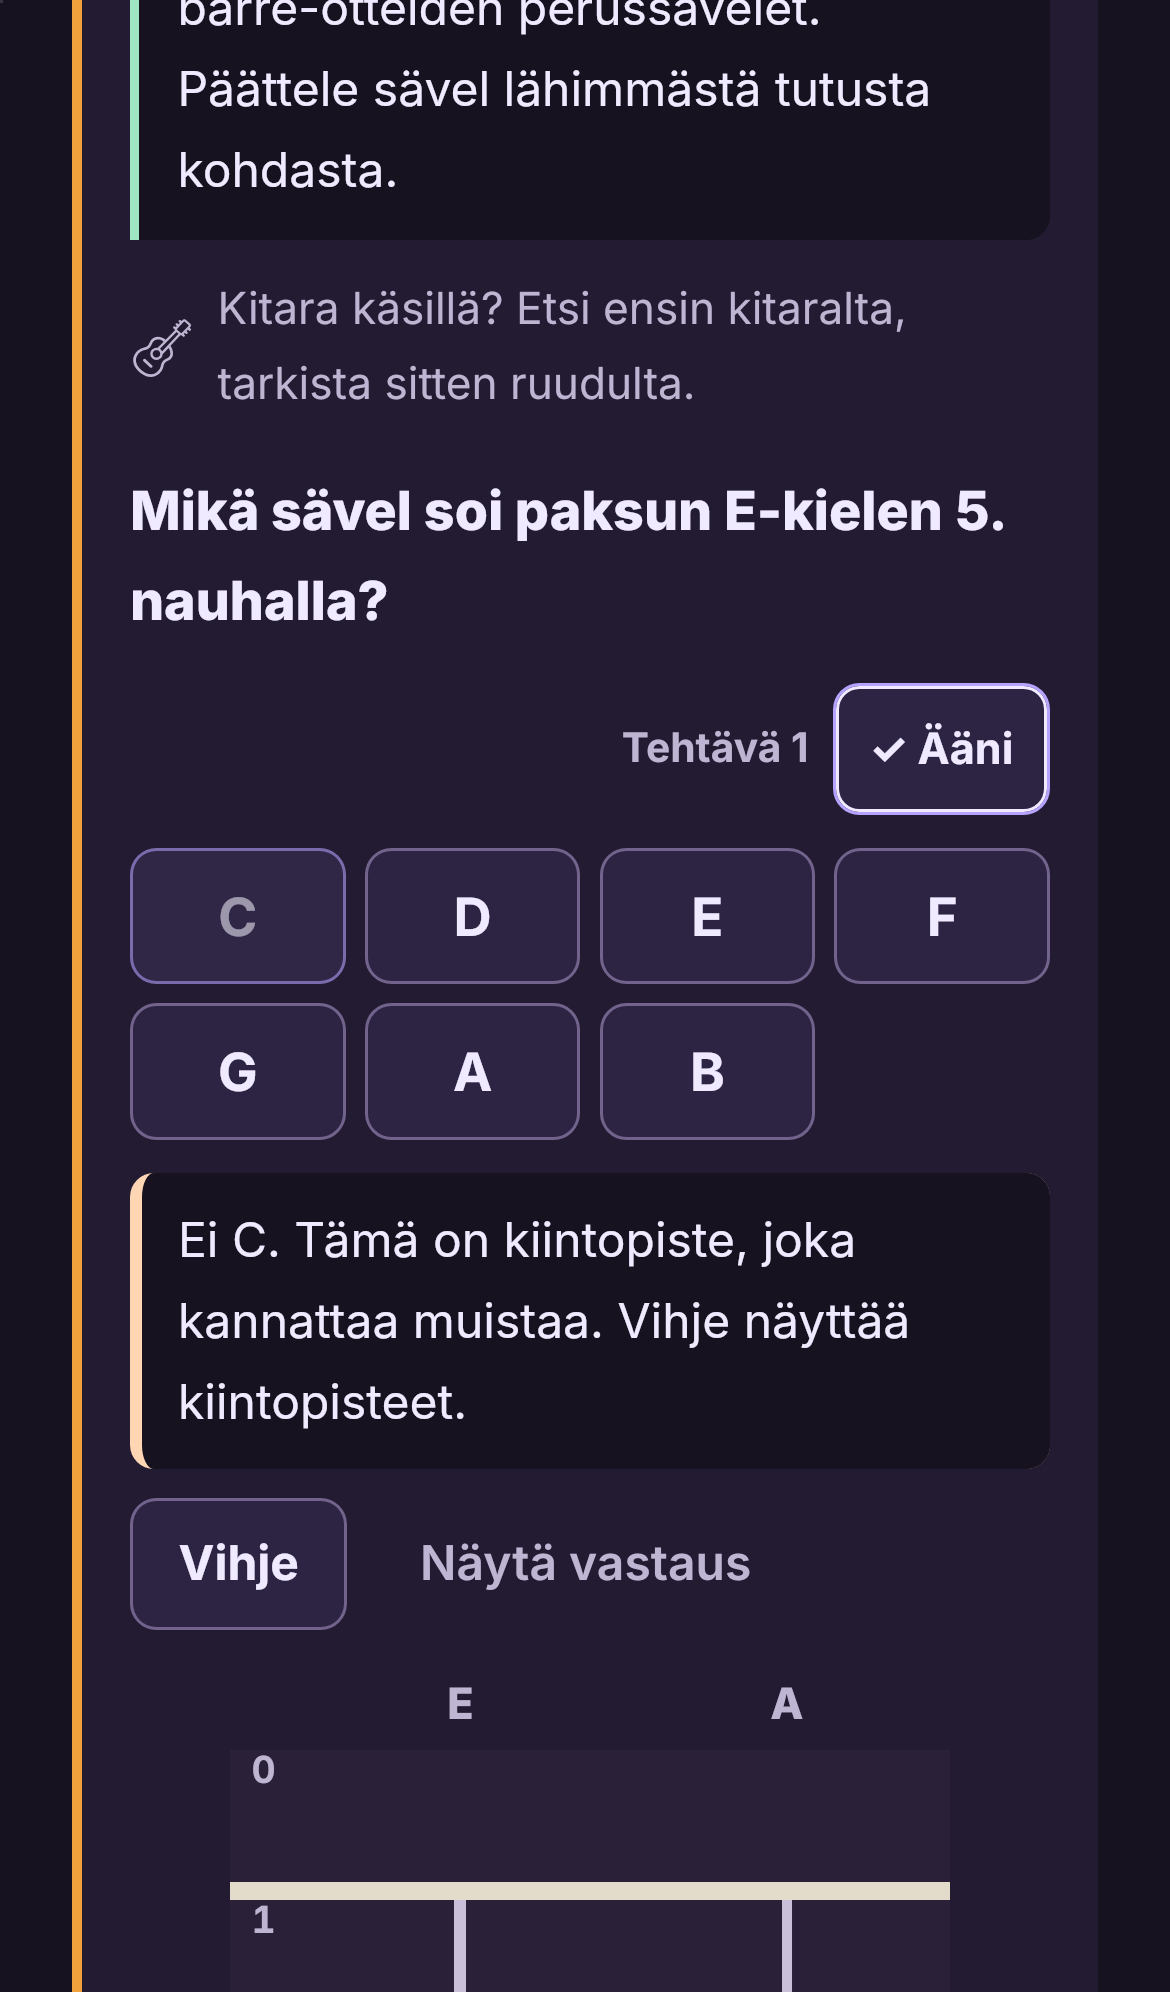 barre-otteiden perussävelet.
Päättele sävel lähimmästä tutusta
kohdasta.
Kitara käsillä? Etsi ensin kitaralta,
tarkista sitten ruudulta.
Mikä sävel soi paksun E-kielen 5.
nauhalla?
Tehtävä 1
✓ Ääni
C D E F
G A B
Ei C. Tämä on kiintopiste, joka
kannattaa muistaa. Vihje näyttää
kiintopisteet.
Vihje Näytä vastaus
E A
0
1